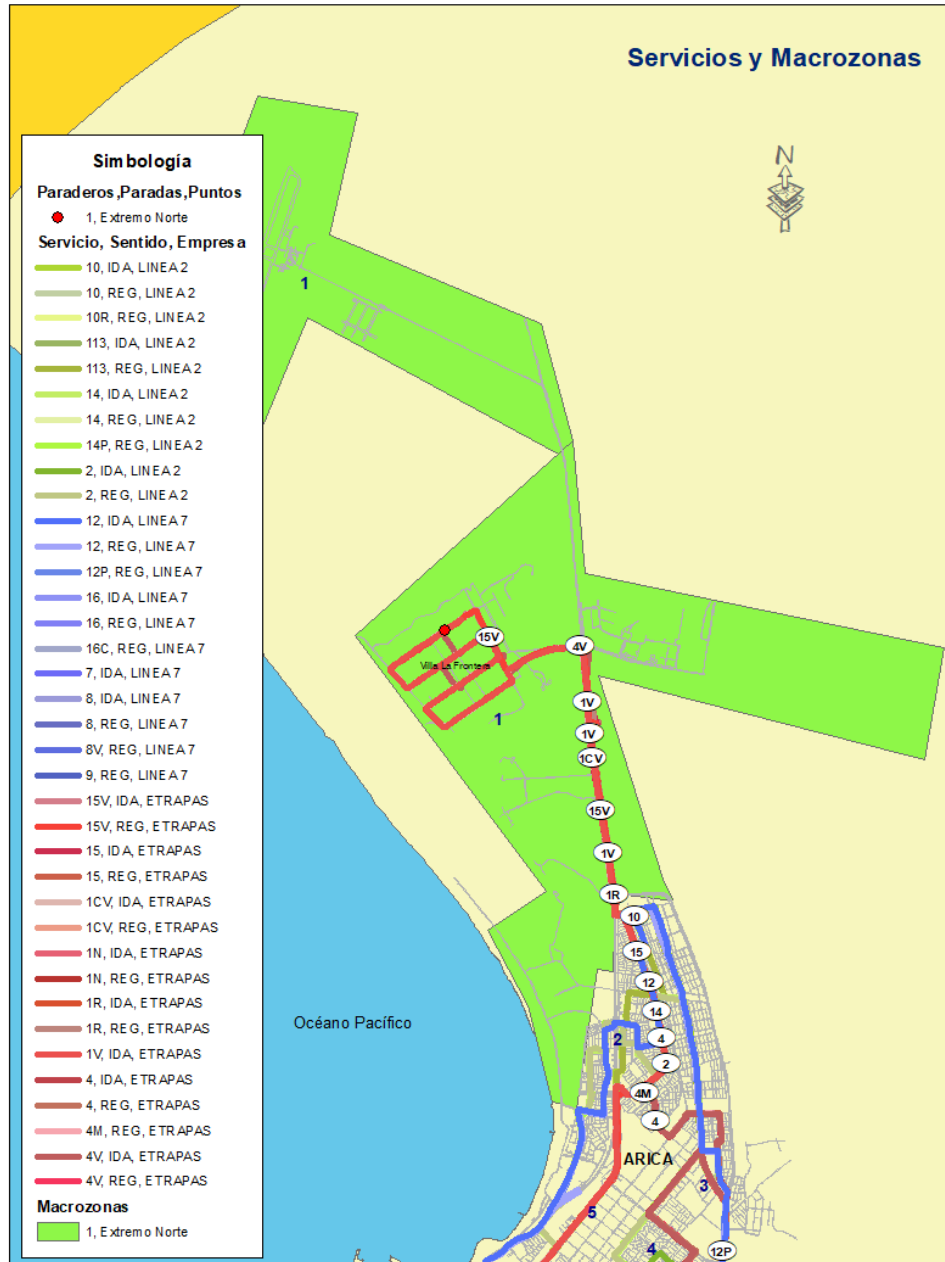 Servicios y Macrozonas
N
Simbología
Paraderos,Paradas,Puntos
1, Extremo Norte
Servicio, Sentido, Empresa
10, IDA, LINEA 2
10, REG, LINEA 2
10R, REG, LINEA 2
113, IDA, LINEA 2
113, REG, LINEA 2
14, IDA, LINEA 2
14, REG, LINEA 2
14P, REG, LINEA 2
2, IDA, LINEA 2
2, REG, LINEA 2
12, IDA, LINEA 7
12, REG, LINEA 7
12P, REG, LINEA 7
16, IDA, LINEA 7
16, REG, LINEA 7
16C, REG, LINEA 7
7, IDA, LINEA 7
8, IDA, LINEA 7
8, REG, LINEA 7
8V, REG, LINEA 7
9, REG, LINEA 7
15V, IDA, ETRAPAS
15V, REG, ETRAPAS
15, IDA, ETRAPAS
15, REG, ETRAPAS
1CV, IDA, ETRAPAS
1CV, REG, ETRAPAS
1N, IDA, ETRAPAS
1N, REG, ETRAPAS
1R, IDA, ETRAPAS
1R, REG, ETRAPAS
1V, IDA, ETRAPAS
4, IDA, ETRAPAS
4, REG, ETRAPAS
4M, REG, ETRAPAS
4V, IDA, ETRAPAS
4V, REG, ETRAPAS
Macrozonas
1, Extremo Norte
1
15V
4V
Villa La Frontera
1V
1
1V
1CV
15V
1V
1R
10
15
12
14
Océano Pacífico
2
4
2
4M
4
ARICA
3
5
4
12P